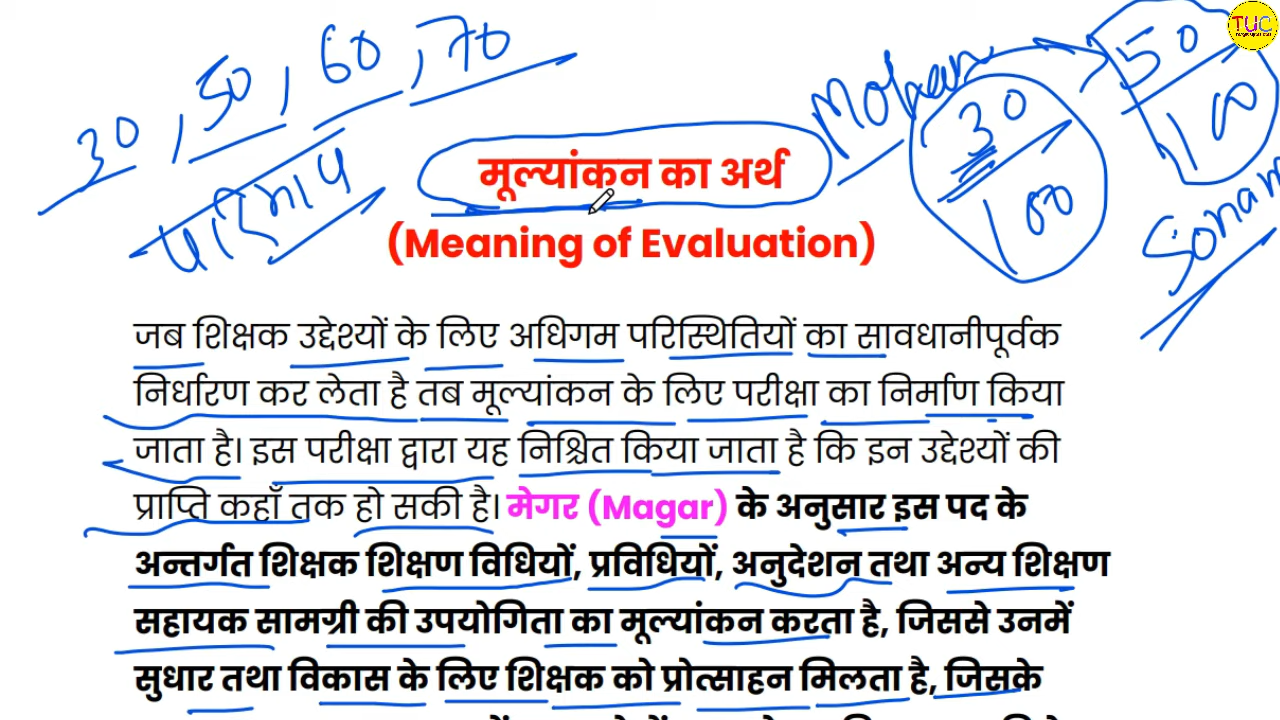 30, 50, 60, 70
परिमाप
Mohan
30
100
50
100
Sonam
TUC
मूल्यांकन का अर्थ
(Meaning of Evaluation)
जब शिक्षक उद्देश्यों के लिए अधिगम परिस्थितियों का सावधानीपूर्वक
निर्धारण कर लेता है तब मूल्यांकन के लिए परीक्षा का निर्माण किया
जाता है। इस परीक्षा द्वारा यह निश्चित किया जाता है कि इन उद्देश्यों की
प्राप्ति कहाँ तक हो सकी है। मेगर (Magar) के अनुसार इस पद के
अन्तर्गत शिक्षक शिक्षण विधियों, प्रविधियों, अनुदेशन तथा अन्य शिक्षण
सहायक सामग्री की उपयोगिता का मूल्यांकन करता है, जिससे उनमें
सुधार तथा विकास के लिए शिक्षक को प्रोत्साहन मिलता है, जिसके